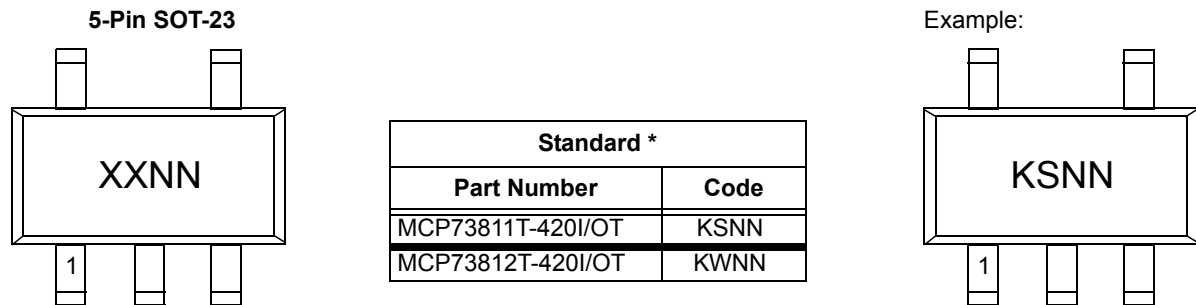 5-Pin SOT-23
XXNN
1
Standard *
Part Number Code
MCP73811T-420I/OT KSNN
MCP73812T-420I/OT KWNN
Example:
KSNN
1